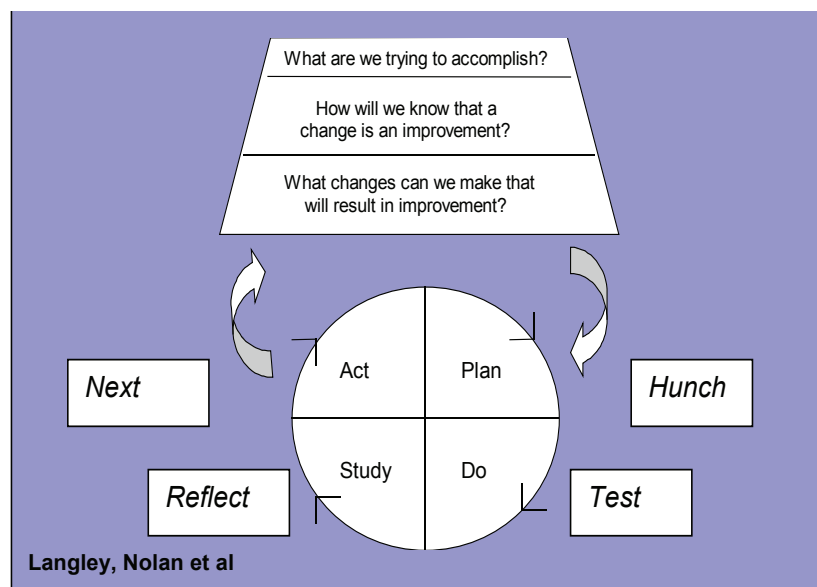 What are we trying to accomplish?
How will we know that a
change is an improvement?
What changes can we make that
will result in improvement?
Act
Plan
Next
Hunch
Study
Do
Reflect
Test
Langley, Nolan et al